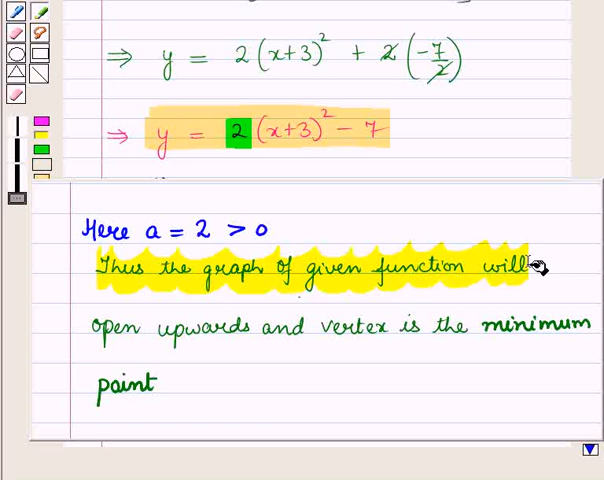 ⇒ y = 2(x+3)² + 2(-7/2)
⇒ y = 2(x+3)² - 7
Here a = 2 > 0
Thus the graph of given function will
open upwards and vertex is the minimum
point